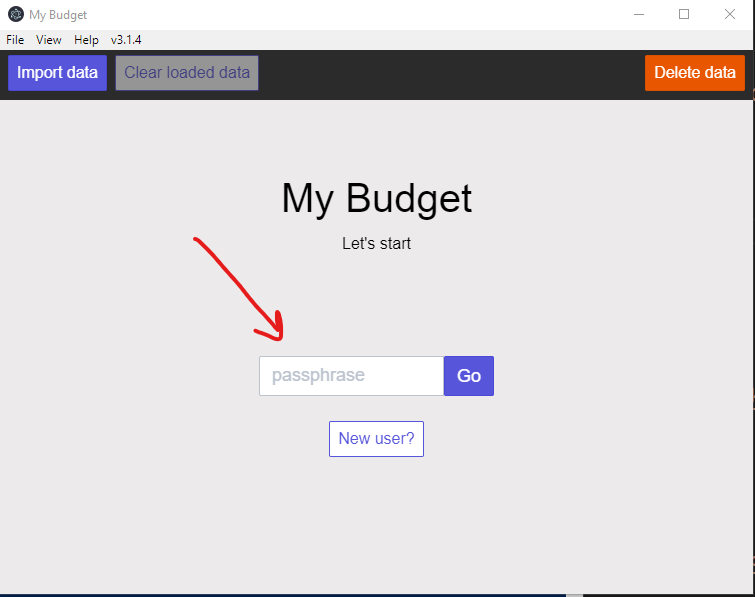 My Budget
File View Help v3.1.4
Import data Clear loaded data Delete data
My Budget
Let's start
passphrase Go
New user?